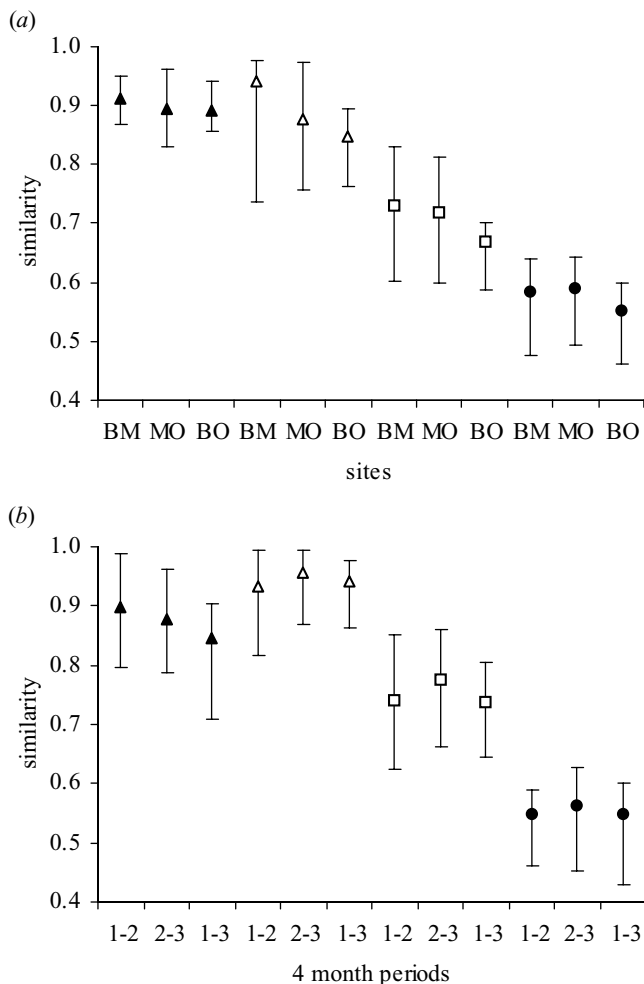 (a)
1.0
0.9
0.8
0.7
0.6
0.5
0.4
similarity
BM MO BO BM MO BO BM MO BO BM MO BO
sites
(b)
1.0
0.9
0.8
0.7
0.6
0.5
0.4
similarity
1-2 2-3 1-3 1-2 2-3 1-3 1-2 2-3 1-3 1-2 2-3 1-3
4 month periods